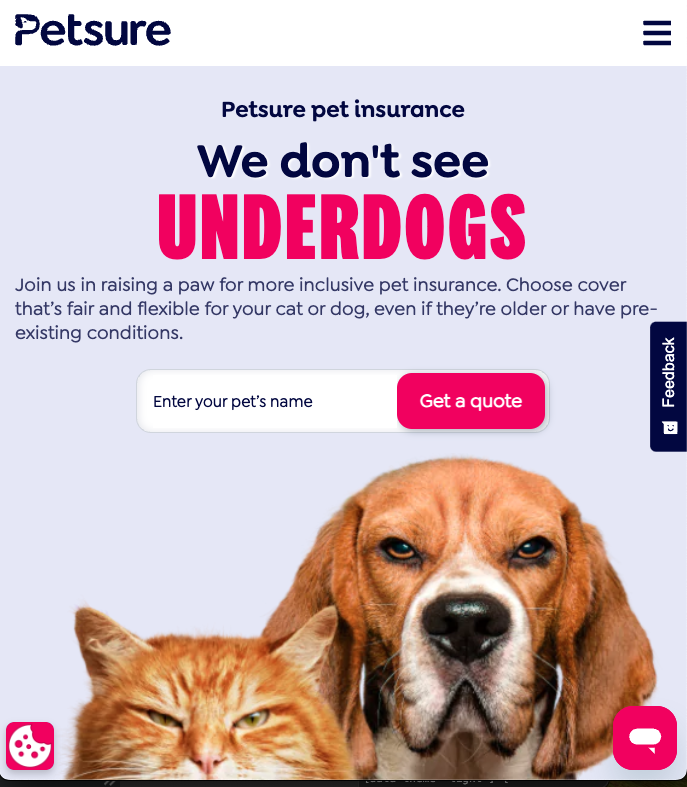 Petsure
Petsure pet insurance
We don't see
UNDERDOGS
Join us in raising a paw for more inclusive pet insurance. Choose cover
that’s fair and flexible for your cat or dog, even if they’re older or have pre-
existing conditions.
Enter your pet’s name
Get a quote
Feedback